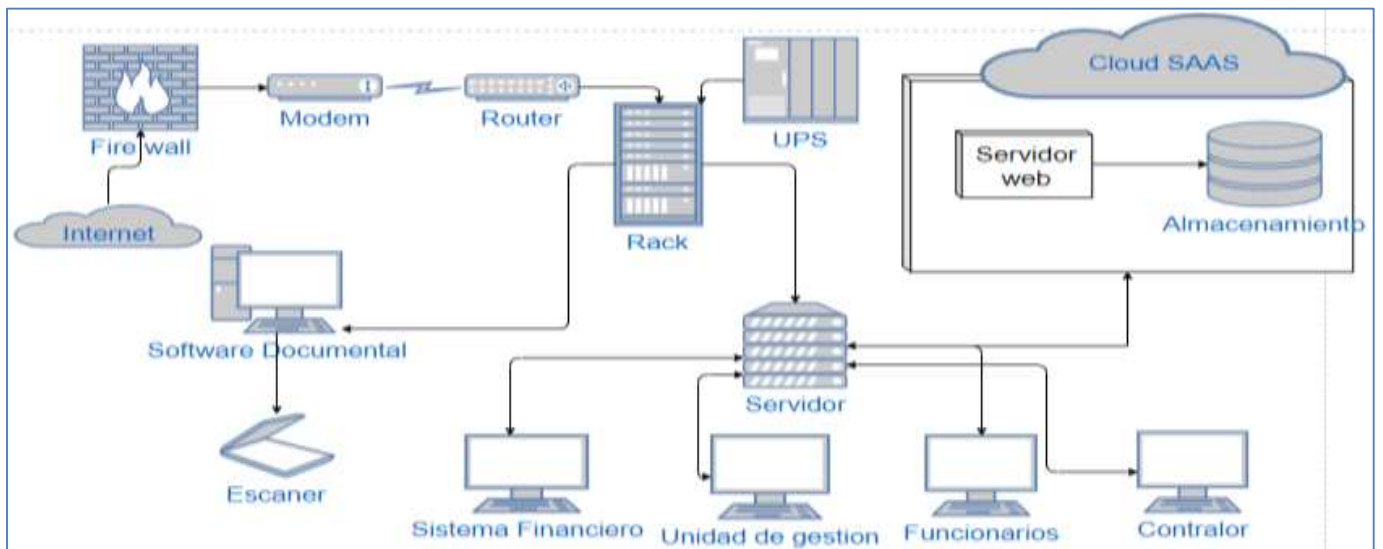 Cloud SAAS
Modem
Router
UPS
Fire wall
Servidor
web
Internet
Rack
Almacenamiento
Software Documental
Servidor
Escaner
Sistema Financiero
Unidad de gestion
Funcionarios
Contralor